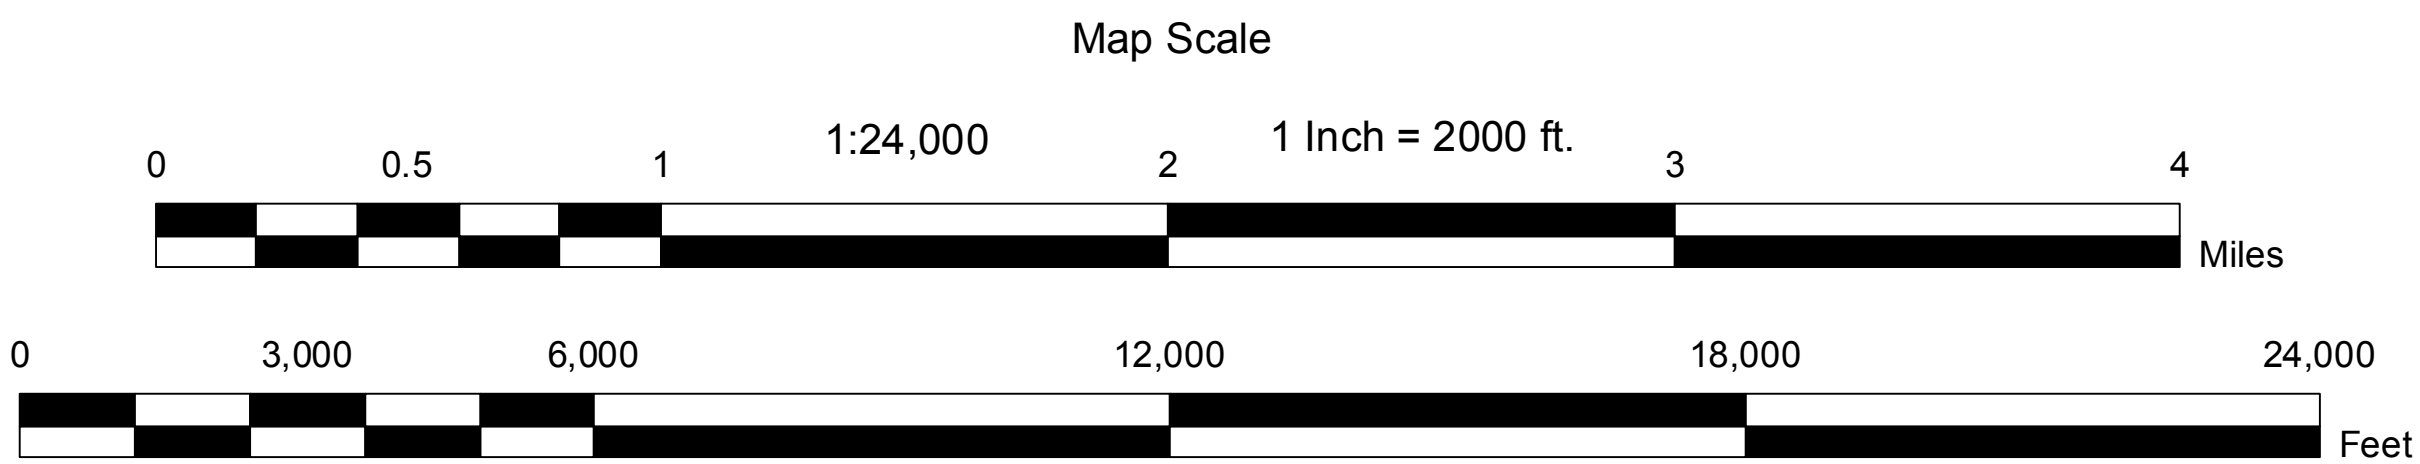 Map Scale
1:24,000 1 Inch = 2000 ft.
0 0.5 1 2 3 4
Miles
0 3,000 6,000 12,000 18,000 24,000
Feet